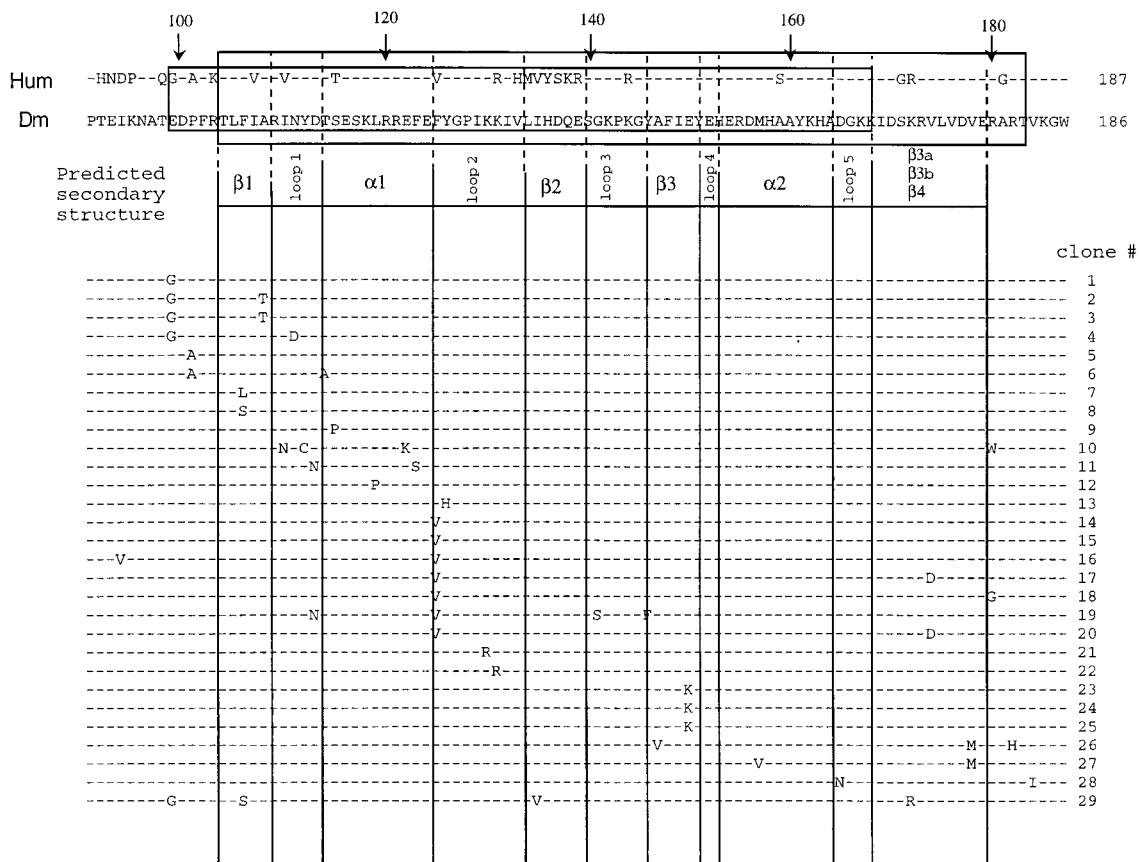 100 120 140 160 180
Hum -HNDP--QG-A-K---V--V----T---------V-----R-HMVYSKR----R--------------S-----------GR--------G------ 187
Dm PTEIKNATEDPFRTLFIARINYDTSESKLRREFEFYGPIKKIVLIHDQESGKPKGYAFIEYEHERDMHAAYKHADGKKIDSKRVLVDVERARTVKGW 186
Predicted
secondary
structure
β1 loop 1 α1 loop 2 β2 loop 3 β3 loop 4 α2 loop 5 β3a
β3b
β4
clone #
--------G---------------------------------------------------------------------------------------- 1
--------G--------T------------------------------------------------------------------------------- 2
--------G--------T------------------------------------------------------------------------------- 3
--------G-----------D---------------------------------------------------------------------------- 4
----------A-------------------------------------------------------------------------------------- 5
----------A------------A------------------------------------------------------------------------- 6
---------------L--------------------------------------------------------------------------------- 7
---------------S--------------------------------------------------------------------------------- 8
------------------------P------------------------------------------------------------------------ 9
-------------------N-C---------K---------------------------------------------------------W------- 10
----------------------N---------S---------------------------------------------------------------- 11
----------------------------P-------------------------------------------------------------------- 12
-----------------------------------H------------------------------------------------------------- 13
----------------------------------V-------------------------------------------------------------- 14
----------------------------------V-------------------------------------------------------------- 15
---V------------------------------V-------------------------------------------------------------- 16
----------------------------------V------------------------------------------------D------------- 17
----------------------------------V------------------------------------------------------G------- 18
----------------------N-----------V---------------S----F----------------------------------------- 19
----------------------------------V------------------------------------------------D------------- 20
---------------------------------------R--------------------------------------------------------- 21
----------------------------------------R-------------------------------------------------------- 22
-----------------------------------------------------------K------------------------------------- 23
-----------------------------------------------------------K------------------------------------- 24
-----------------------------------------------------------K------------------------------------- 25
--------------------------------------------------------V------------------------------M---H---- 26
------------------------------------------------------------------V--------------------M--------- 27
--------------------------------------------------------------------------N------------------I--- 28
--------G------S----------------------------V------------------------------------R--------------- 29